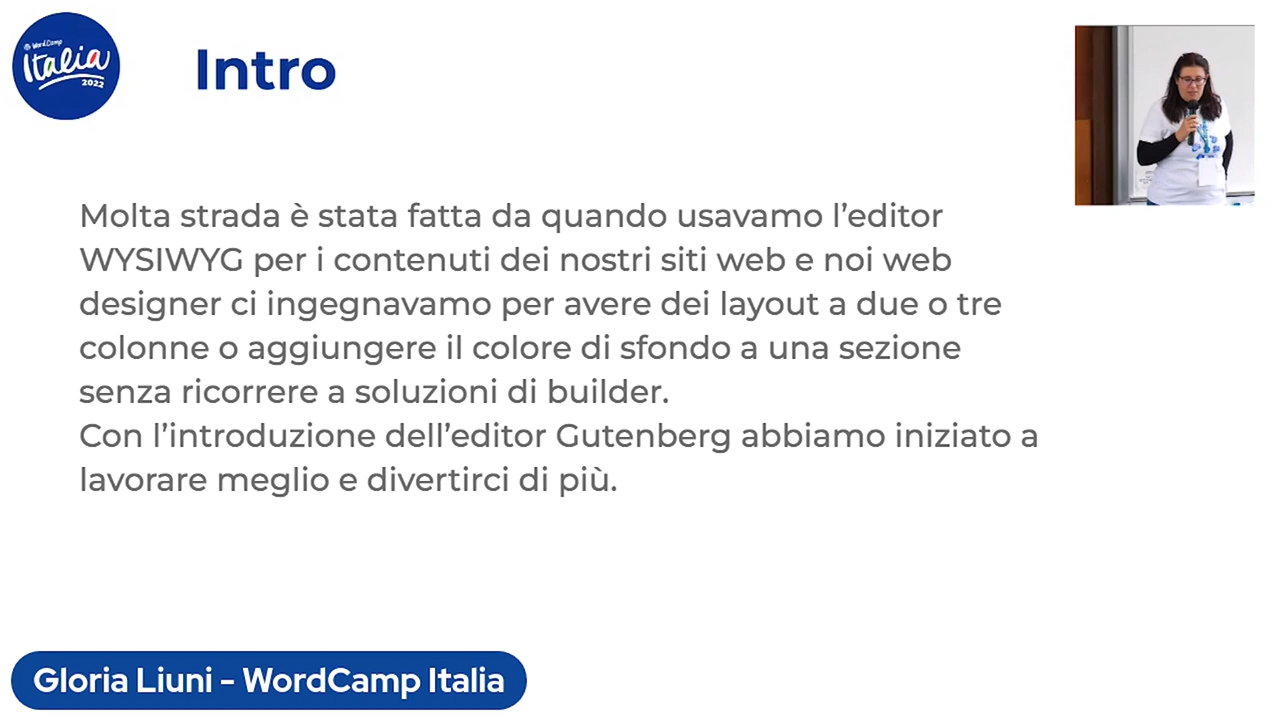 WordCamp
Italia
2022
Intro
Molta strada è stata fatta da quando usavamo l’editor
WYSIWYG per i contenuti dei nostri siti web e noi web
designer ci ingegnavamo per avere dei layout a due o tre
colonne o aggiungere il colore di sfondo a una sezione
senza ricorrere a soluzioni di builder.
Con l’introduzione dell’editor Gutenberg abbiamo iniziato a
lavorare meglio e divertirci di più.
Gloria Liuni - WordCamp Italia